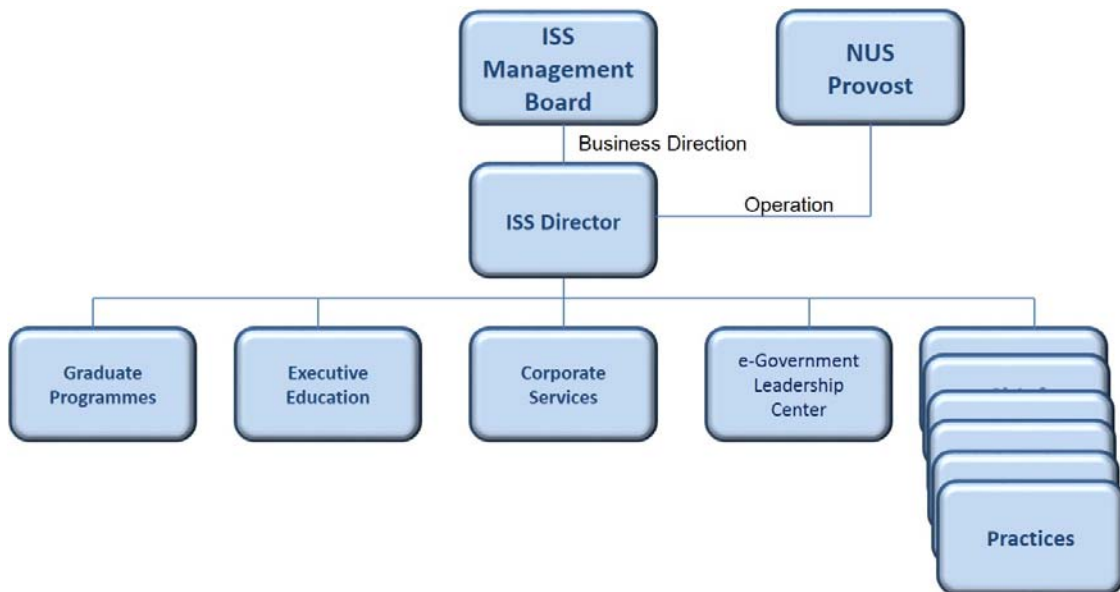 ISS
Management
Board
NUS
Provost
Business Direction
ISS Director
Operation
Graduate
Programmes
Executive
Education
Corporate
Services
e-Government
Leadership
Center
Practices